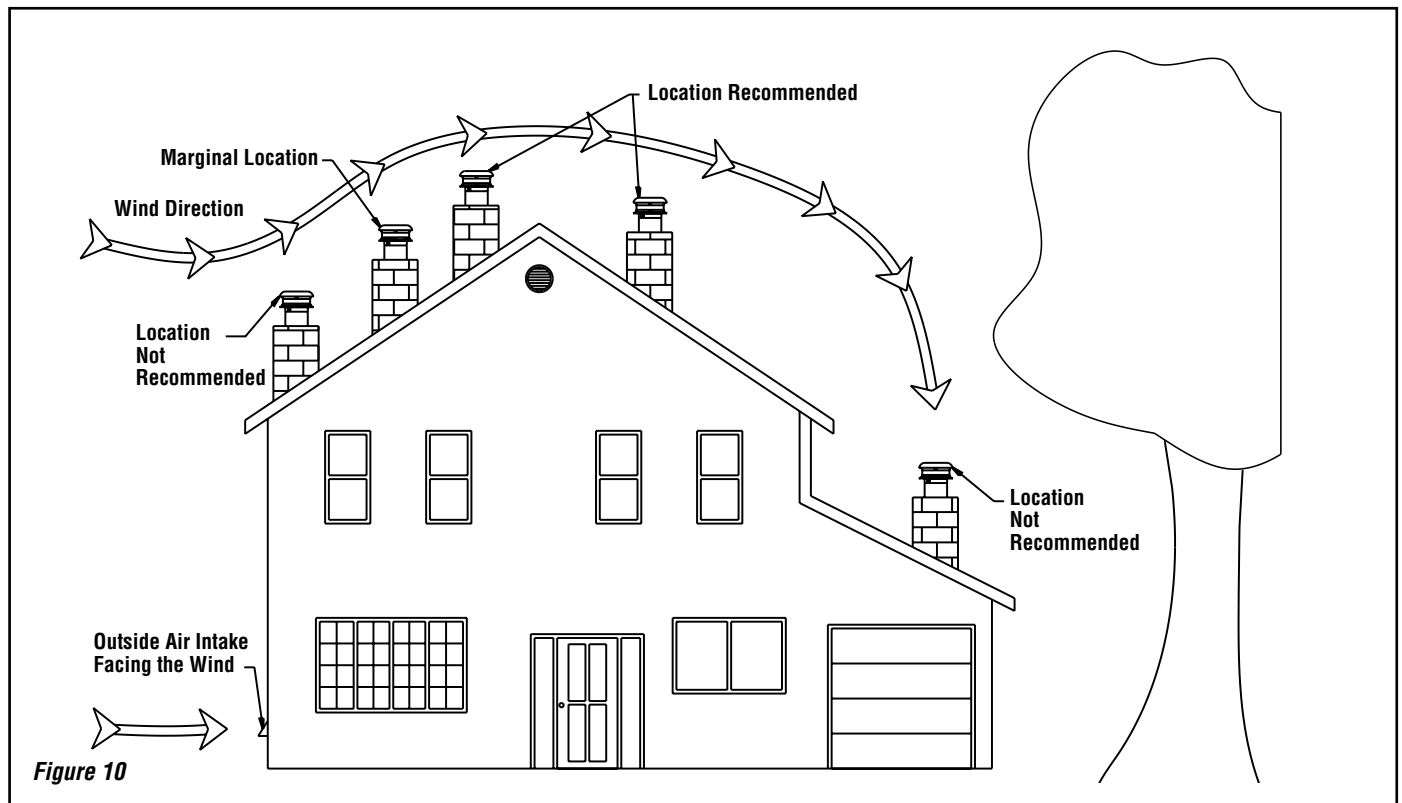 Location Recommended
Marginal Location
Wind Direction
Location
Not
Recommended
Location
Not
Recommended
Outside Air Intake
Facing the Wind
Figure 10